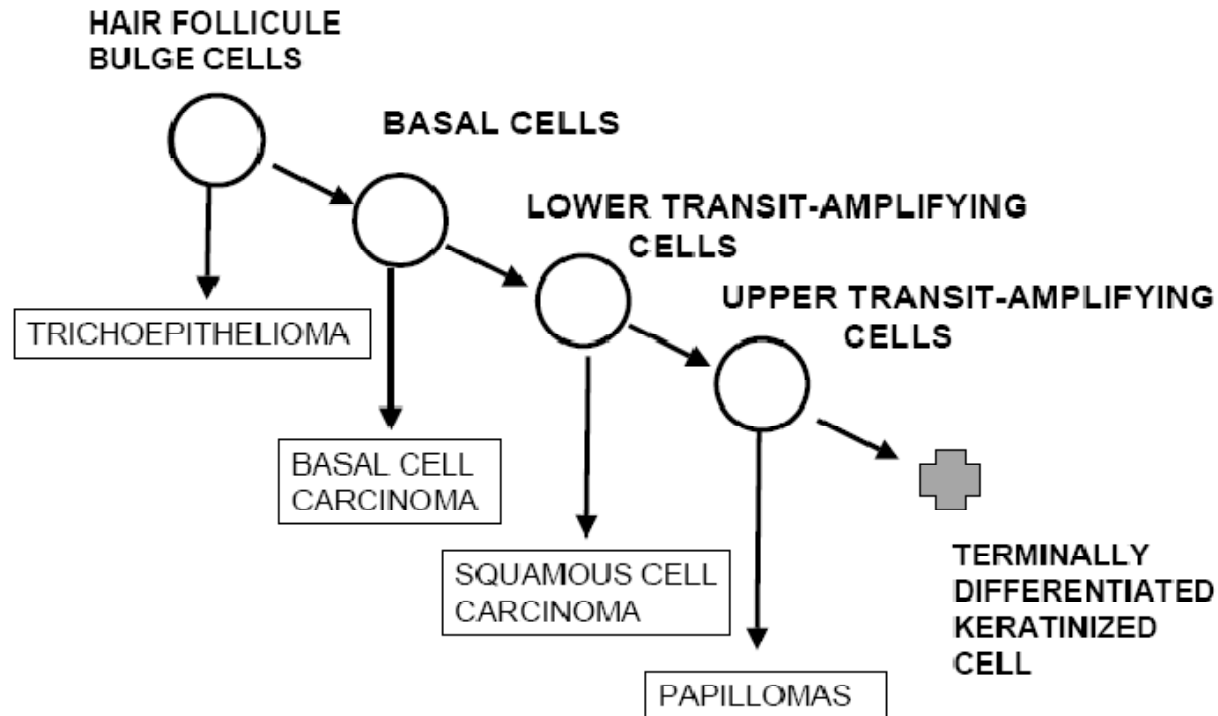 HAIR FOLLICULE
BULGE CELLS
BASAL CELLS
LOWER TRANSIT-AMPLIFYING
CELLS
UPPER TRANSIT-AMPLIFYING
CELLS
TRICHOEPITHELIOMA
BASAL CELL
CARCINOMA
SQUAMOUS CELL
CARCINOMA
PAPILLOMAS
TERMINALLY
DIFFERENTIATED
KERATINIZED
CELL